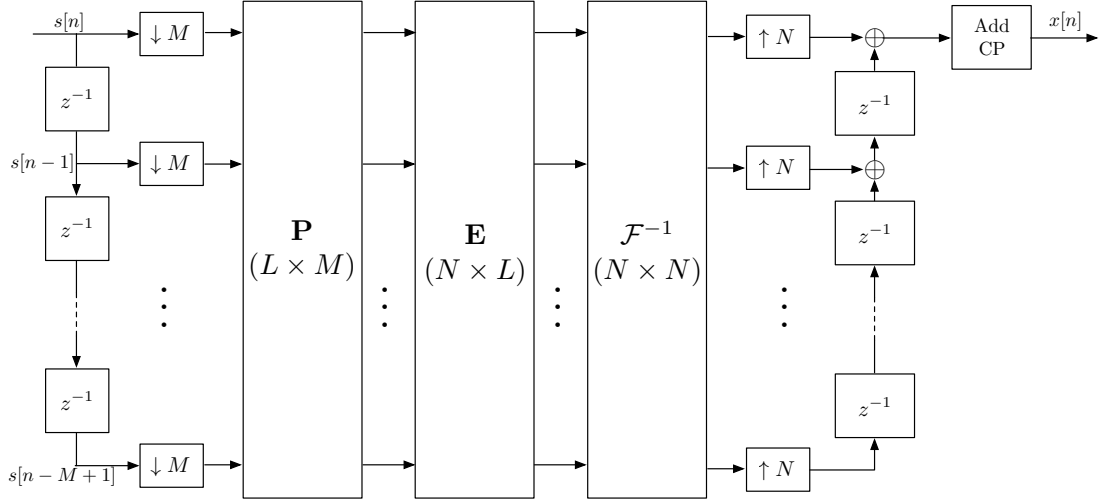 s[n]
↓ M
↑ N
Add
CP
x[n]
z⁻¹
z⁻¹
s[n − 1]
↓ M
↑ N
z⁻¹
z⁻¹
P
(L × M)
E
(N × L)
ℱ⁻¹
(N × N)
z⁻¹
z⁻¹
s[n − M + 1]
↓ M
↑ N